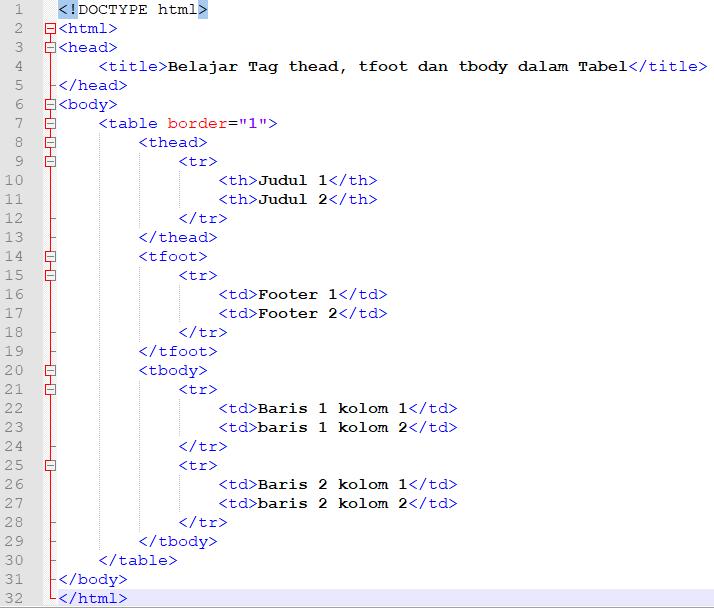 1 <!DOCTYPE html>
2 <html>
3 <head>
4 <title>Belajar Tag thead, tfoot dan tbody dalam Tabel</title>
5 </head>
6 <body>
7 <table border="1">
8 <thead>
9 <tr>
10 <th>Judul 1</th>
11 <th>Judul 2</th>
12 </tr>
13 </thead>
14 <tfoot>
15 <tr>
16 <td>Footer 1</td>
17 <td>Footer 2</td>
18 </tr>
19 </tfoot>
20 <tbody>
21 <tr>
22 <td>Baris 1 kolom 1</td>
23 <td>baris 1 kolom 2</td>
24 </tr>
25 <tr>
26 <td>Baris 2 kolom 1</td>
27 <td>baris 2 kolom 2</td>
28 </tr>
29 </tbody>
30 </table>
31 </body>
32 </html>